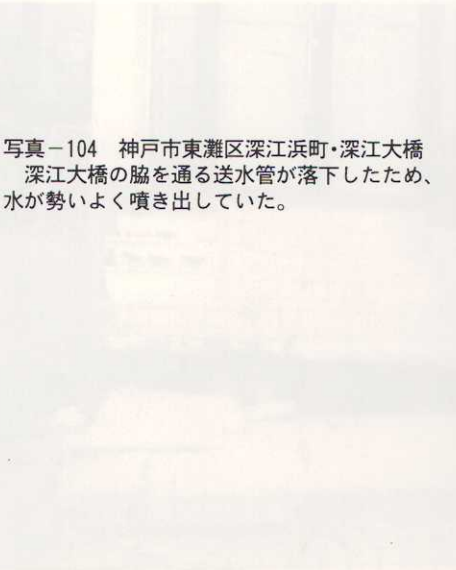 写真－104　神戸市東灘区深江浜町・深江大橋
　深江大橋の脇を通る送水管が落下したため、
水が勢いよく噴き出していた。